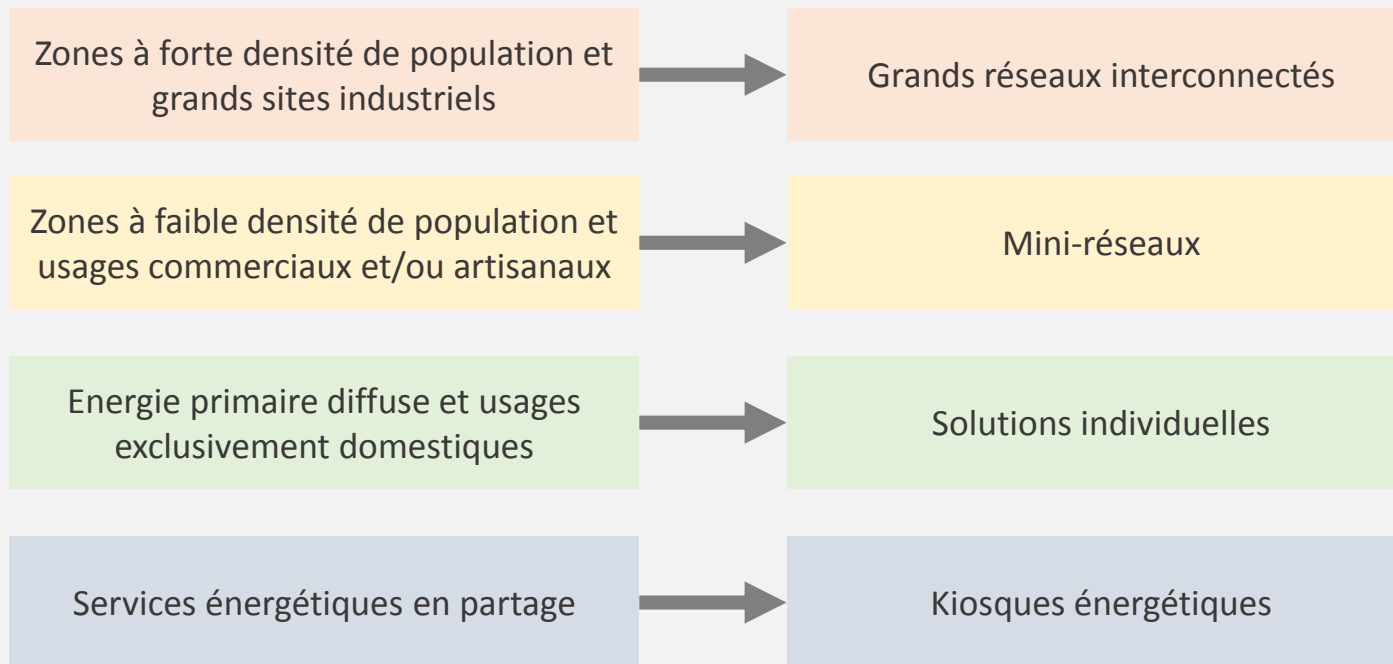 Zones à forte densité de population et
grands sites industriels
Grands réseaux interconnectés
Zones à faible densité de population et
usages commerciaux et/ou artisanaux
Mini-réseaux
Energie primaire diffuse et usages
exclusivement domestiques
Solutions individuelles
Services énergétiques en partage
Kiosques énergétiques